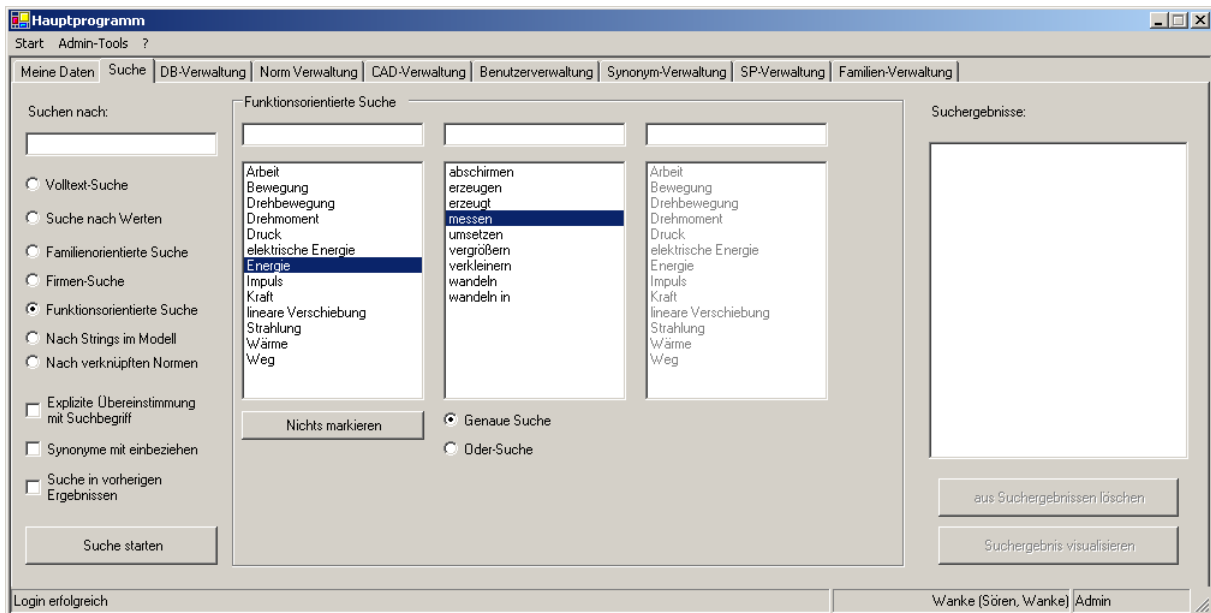 Hauptprogramm
Start Admin-Tools ?
Meine Daten Suche DB-Verwaltung Norm Verwaltung CAD-Verwaltung Benutzerverwaltung Synonym-Verwaltung SP-Verwaltung Familien-Verwaltung
Suchen nach:
Volltext-Suche
Suche nach Werten
Familienorientierte Suche
Firmen-Suche
Funktionsorientierte Suche
Nach Strings im Modell
Nach verknüpften Normen
Explizite Übereinstimmung
mit Suchbegriff
Synonyme mit einbeziehen
Suche in vorherigen
Ergebnissen
Suche starten
Funktionsorientierte Suche
Arbeit
Bewegung
Drehbewegung
Drehmoment
Druck
elektrische Energie
Energie
Impuls
Kraft
lineare Verschiebung
Strahlung
Wärme
Weg
Nichts markieren
abschirmen
erzeugen
erzeugt
messen
umsetzen
vergrößern
verkleinern
wandeln
wandeln in
Genaue Suche
Oder-Suche
Arbeit
Bewegung
Drehbewegung
Drehmoment
Druck
elektrische Energie
Energie
Impuls
Kraft
lineare Verschiebung
Strahlung
Wärme
Weg
Suchergebnisse:
aus Suchergebnissen löschen
Suchergebnis visualisieren
Login erfolgreich
Wanke (Sören, Wanke) Admin